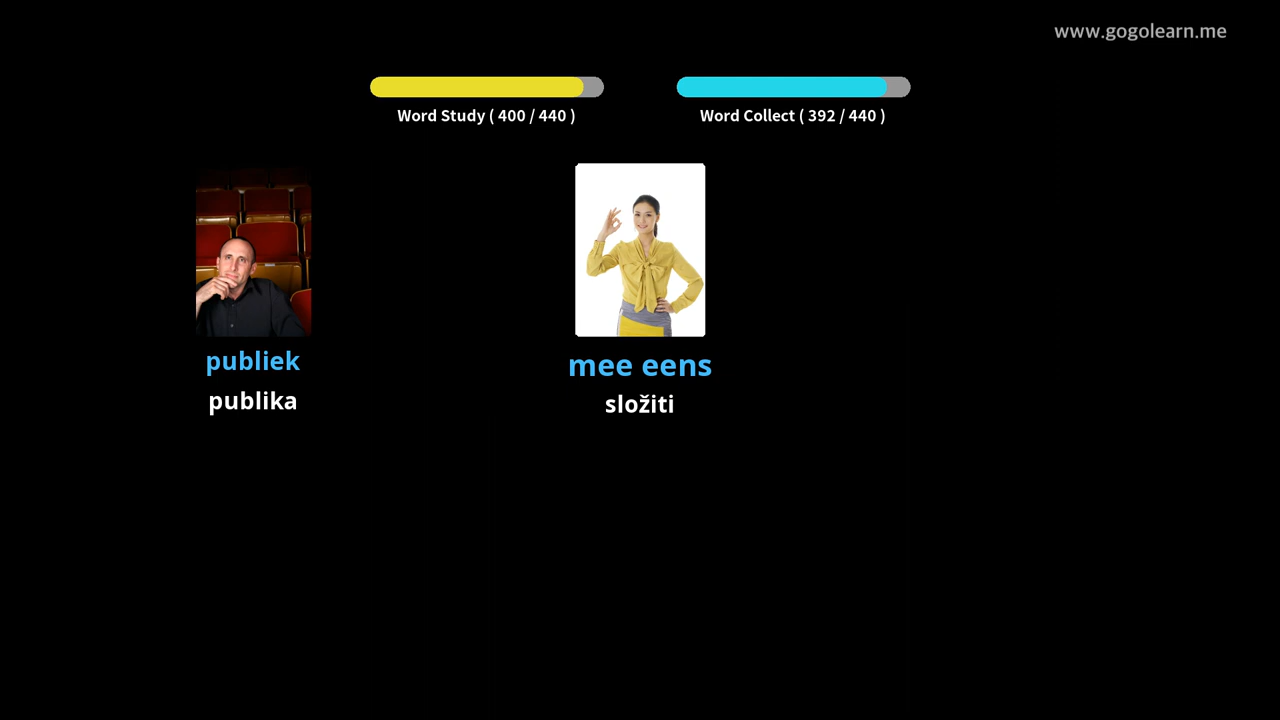 www.gogolearn.me
Word Study ( 400 / 440 )
Word Collect ( 392 / 440 )
publiek
publika
mee eens
složiti